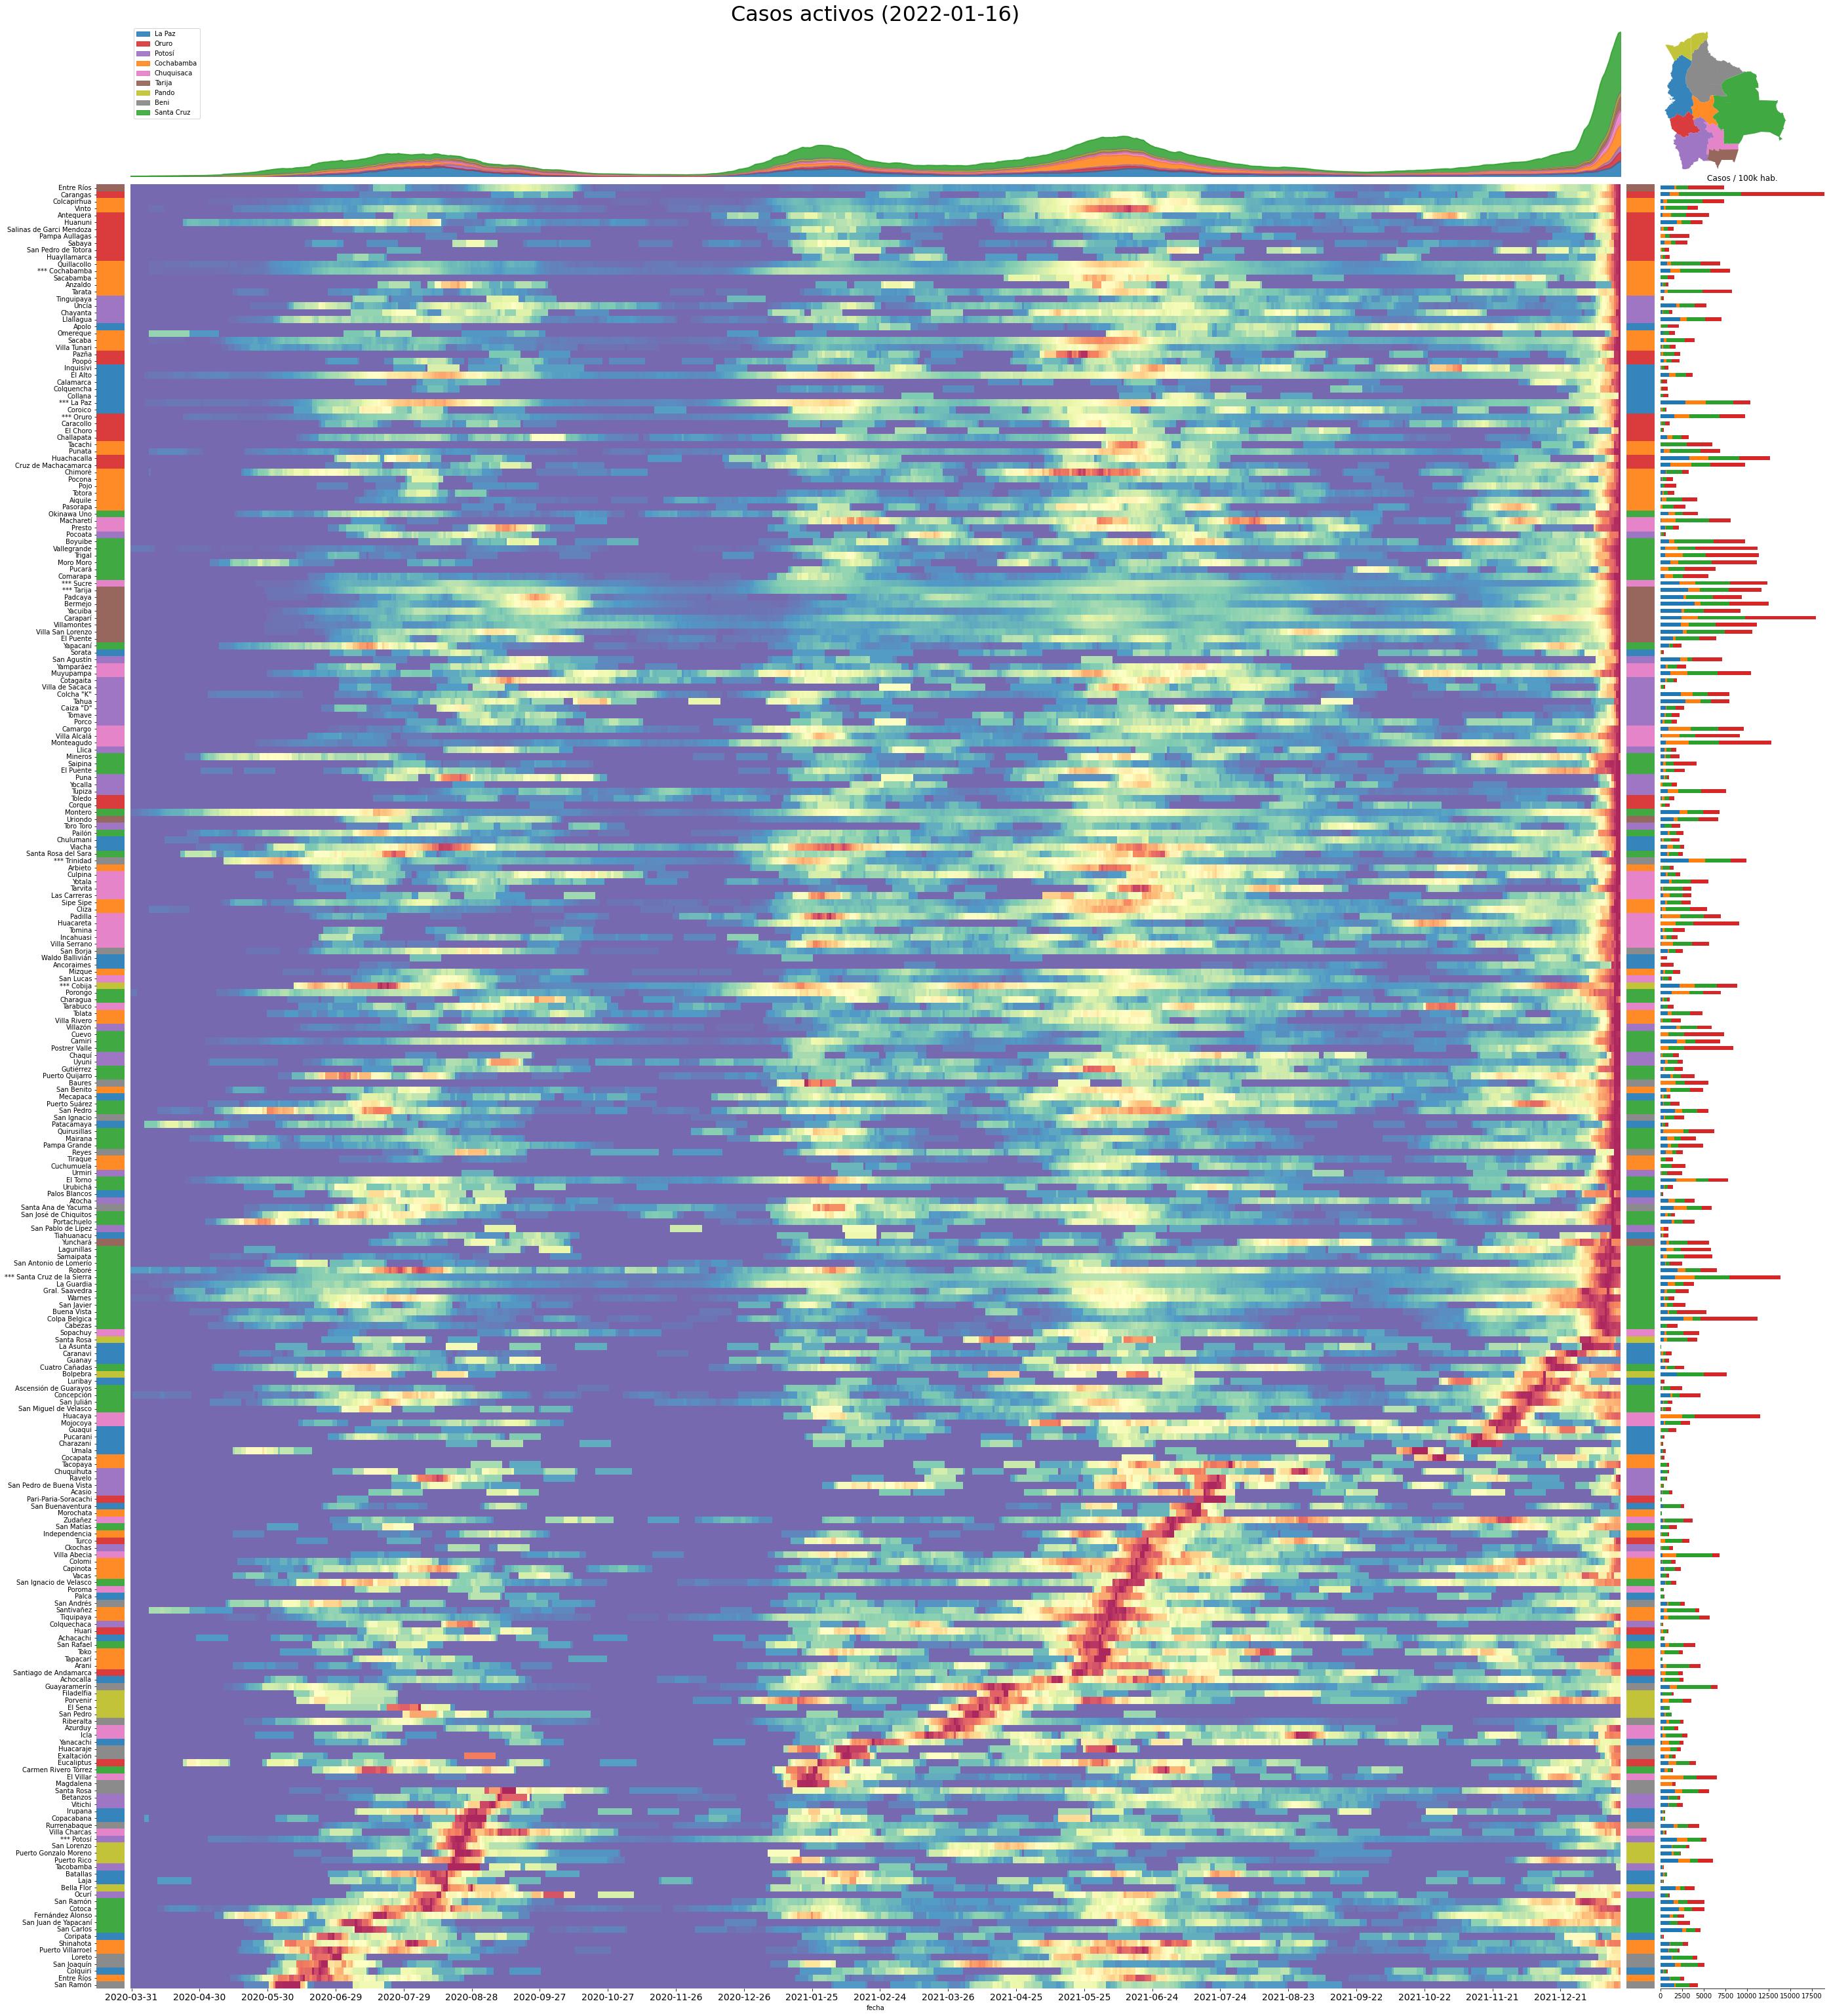 Casos activos (2022-01-16)
La Paz
Oruro
Potosí
Cochabamba
Chuquisaca
Tarija
Pando
Beni
Santa Cruz
Casos / 100k hab.
Entre Ríos
Carangas
Colcapirhua
Vinto
Antequera
Huanuni
Salinas de Garci Mendoza
Pampa Aullagas
Sabaya
San Pedro de Totora
Huayllamarca
Quillacollo
*** Cochabamba
Sacabamba
Anzaldo
Tarata
Tinguipaya
Uncía
Chayanta
Llallagua
Apolo
Omereque
Sacaba
Villa Tunari
Pazña
Poopó
Inquisivi
El Alto
Calamarca
Colquencha
Collana
*** La Paz
Coroico
*** Oruro
Caracollo
El Choro
Challapata
Tacachi
Punata
Huachacalla
Cruz de Machacamarca
Chimoré
Pocona
Pojo
Totora
Aiquile
Pasorapa
Okinawa Uno
Machareti
Presto
Pocoata
Boyuibe
Vallegrande
Trigal
Moro Moro
Pucará
Comarapa
*** Sucre
*** Tarija
Padcaya
Bermejo
Yacuiba
Caraparí
Villamontes
Villa San Lorenzo
El Puente
Yapacaní
Sorata
San Agustín
Yamparáez
Muyupampa
Cotagaita
Villa de Sacaca
Colcha "K"
Tahua
Caiza "D"
Tomave
Porco
Camargo
Villa Alcalá
Monteagudo
Llica
Mineros
Saipina
El Puente
Puna
Yocalla
Tupiza
Toledo
Corque
Montero
Uriondo
Toro Toro
Pailón
Chulumani
Viacha
Santa Rosa del Sara
*** Trinidad
Arbieto
Culpina
Yotala
Tarvita
Las Carreras
Sipe Sipe
Cliza
Padilla
Huacareta
Tomina
Incahuasi
Villa Serrano
San Borja
Waldo Ballivián
Ancoraimes
Mizque
San Lucas
*** Cobija
Porongo
Charagua
Tarabuco
Tolata
Villa Rivero
Villazón
Cuevo
Camiri
Postrer Valle
Chaquí
Uyuni
Gutiérrez
Puerto Quijarro
Baures
San Benito
Mecapaca
Puerto Suárez
San Pedro
San Ignacio
Patacamaya
Quirusillas
Mairana
Pampa Grande
Reyes
Tiraque
Cuchumuela
Urmiri
El Torno
Urubichá
Palos Blancos
Atocha
Santa Ana de Yacuma
San José de Chiquitos
Portachuelo
San Pablo de Lípez
Tiahuanacu
Yunchará
Lagunillas
Samaipata
San Antonio de Lomerio
Roboré
*** Santa Cruz de la Sierra
La Guardia
Gral. Saavedra
Warnes
San Javier
Buena Vista
Colpa Belgica
Cabezas
Sopachuy
Santa Rosa
La Asunta
Caranavi
Guanay
Cuatro Cañadas
Bolpebra
Luribay
Ascensión de Guarayos
Concepción
San Julián
San Miguel de Velasco
Huacaya
Mojocoya
Guaqui
Pucarani
Charazani
Umala
Cocapata
Tacopaya
Chuquihuta
Ravelo
San Pedro de Buena Vista
Acasio
Pari-Paria-Soracachi
San Buenaventura
Morochata
Zudañez
San Matías
Independencia
Turco
Ckochas
Villa Abecia
Colomi
Capinota
Vacas
San Ignacio de Velasco
Poroma
Palca
San Andrés
Santiváñez
Tiquipaya
Colquechaca
Huari
Achacachi
San Rafael
Toko
Tapacarí
Arani
Santiago de Andamarca
Achocalla
Guayaramerín
Filadelfia
Porvenir
El Sena
San Pedro
Riberalta
Azurduy
Icla
Yanacachi
Huacaraje
Exaltación
Eucaliptus
Carmen Rivero Tórrez
El Villar
Magdalena
Santa Rosa
Betanzos
Vitichi
Irupana
Copacabana
Rurrenabaque
Villa Charcas
*** Potosí
San Lorenzo
Puerto Gonzalo Moreno
Puerto Rico
Tacobamba
Batallas
Laja
Bella Flor
Ocurí
San Ramón
Cotoca
Fernández Alonso
San Juan de Yapacaní
San Carlos
Coripata
Shinahota
Puerto Villarroel
Loreto
San Joaquín
Colquiri
Entre Ríos
San Ramón
2020-03-31 2020-04-30 2020-05-30 2020-06-29 2020-07-29 2020-08-28 2020-09-27 2020-10-27 2020-11-26 2020-12-26 2021-01-25 2021-02-24 2021-03-26 2021-04-25 2021-05-25 2021-06-24 2021-07-24 2021-08-23 2021-09-22 2021-10-22 2021-11-21 2021-12-21
0 2500 5000 7500 10000 12500 15000 17500
fecha